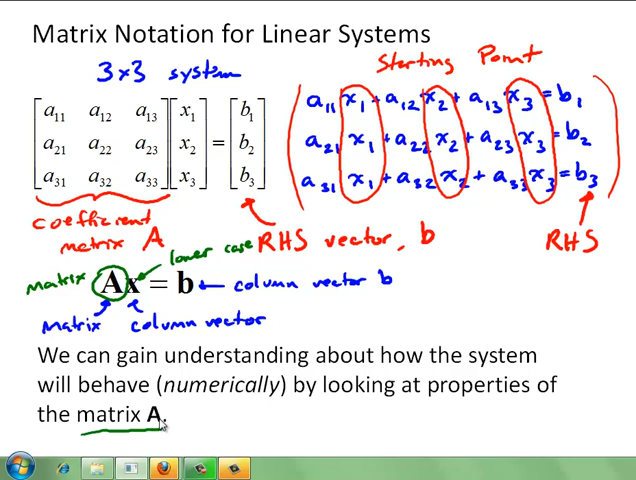 Matrix Notation for Linear Systems
3x3 system
Starting Point
a11 a12 a13 x1 b1
a21 a22 a23 x2 = b2
a31 a32 a33 x3 b3
a11 x1 + a12 x2 + a13 x3 = b1
a21 x1 + a22 x2 + a23 x3 = b2
a31 x1 + a32 x2 + a33 x3 = b3
coefficient
matrix A
RHS vector, b
RHS
matrix
lower case
Ax = b
column vector b
matrix
column vector
We can gain understanding about how the system
will behave (numerically) by looking at properties of
the matrix A.